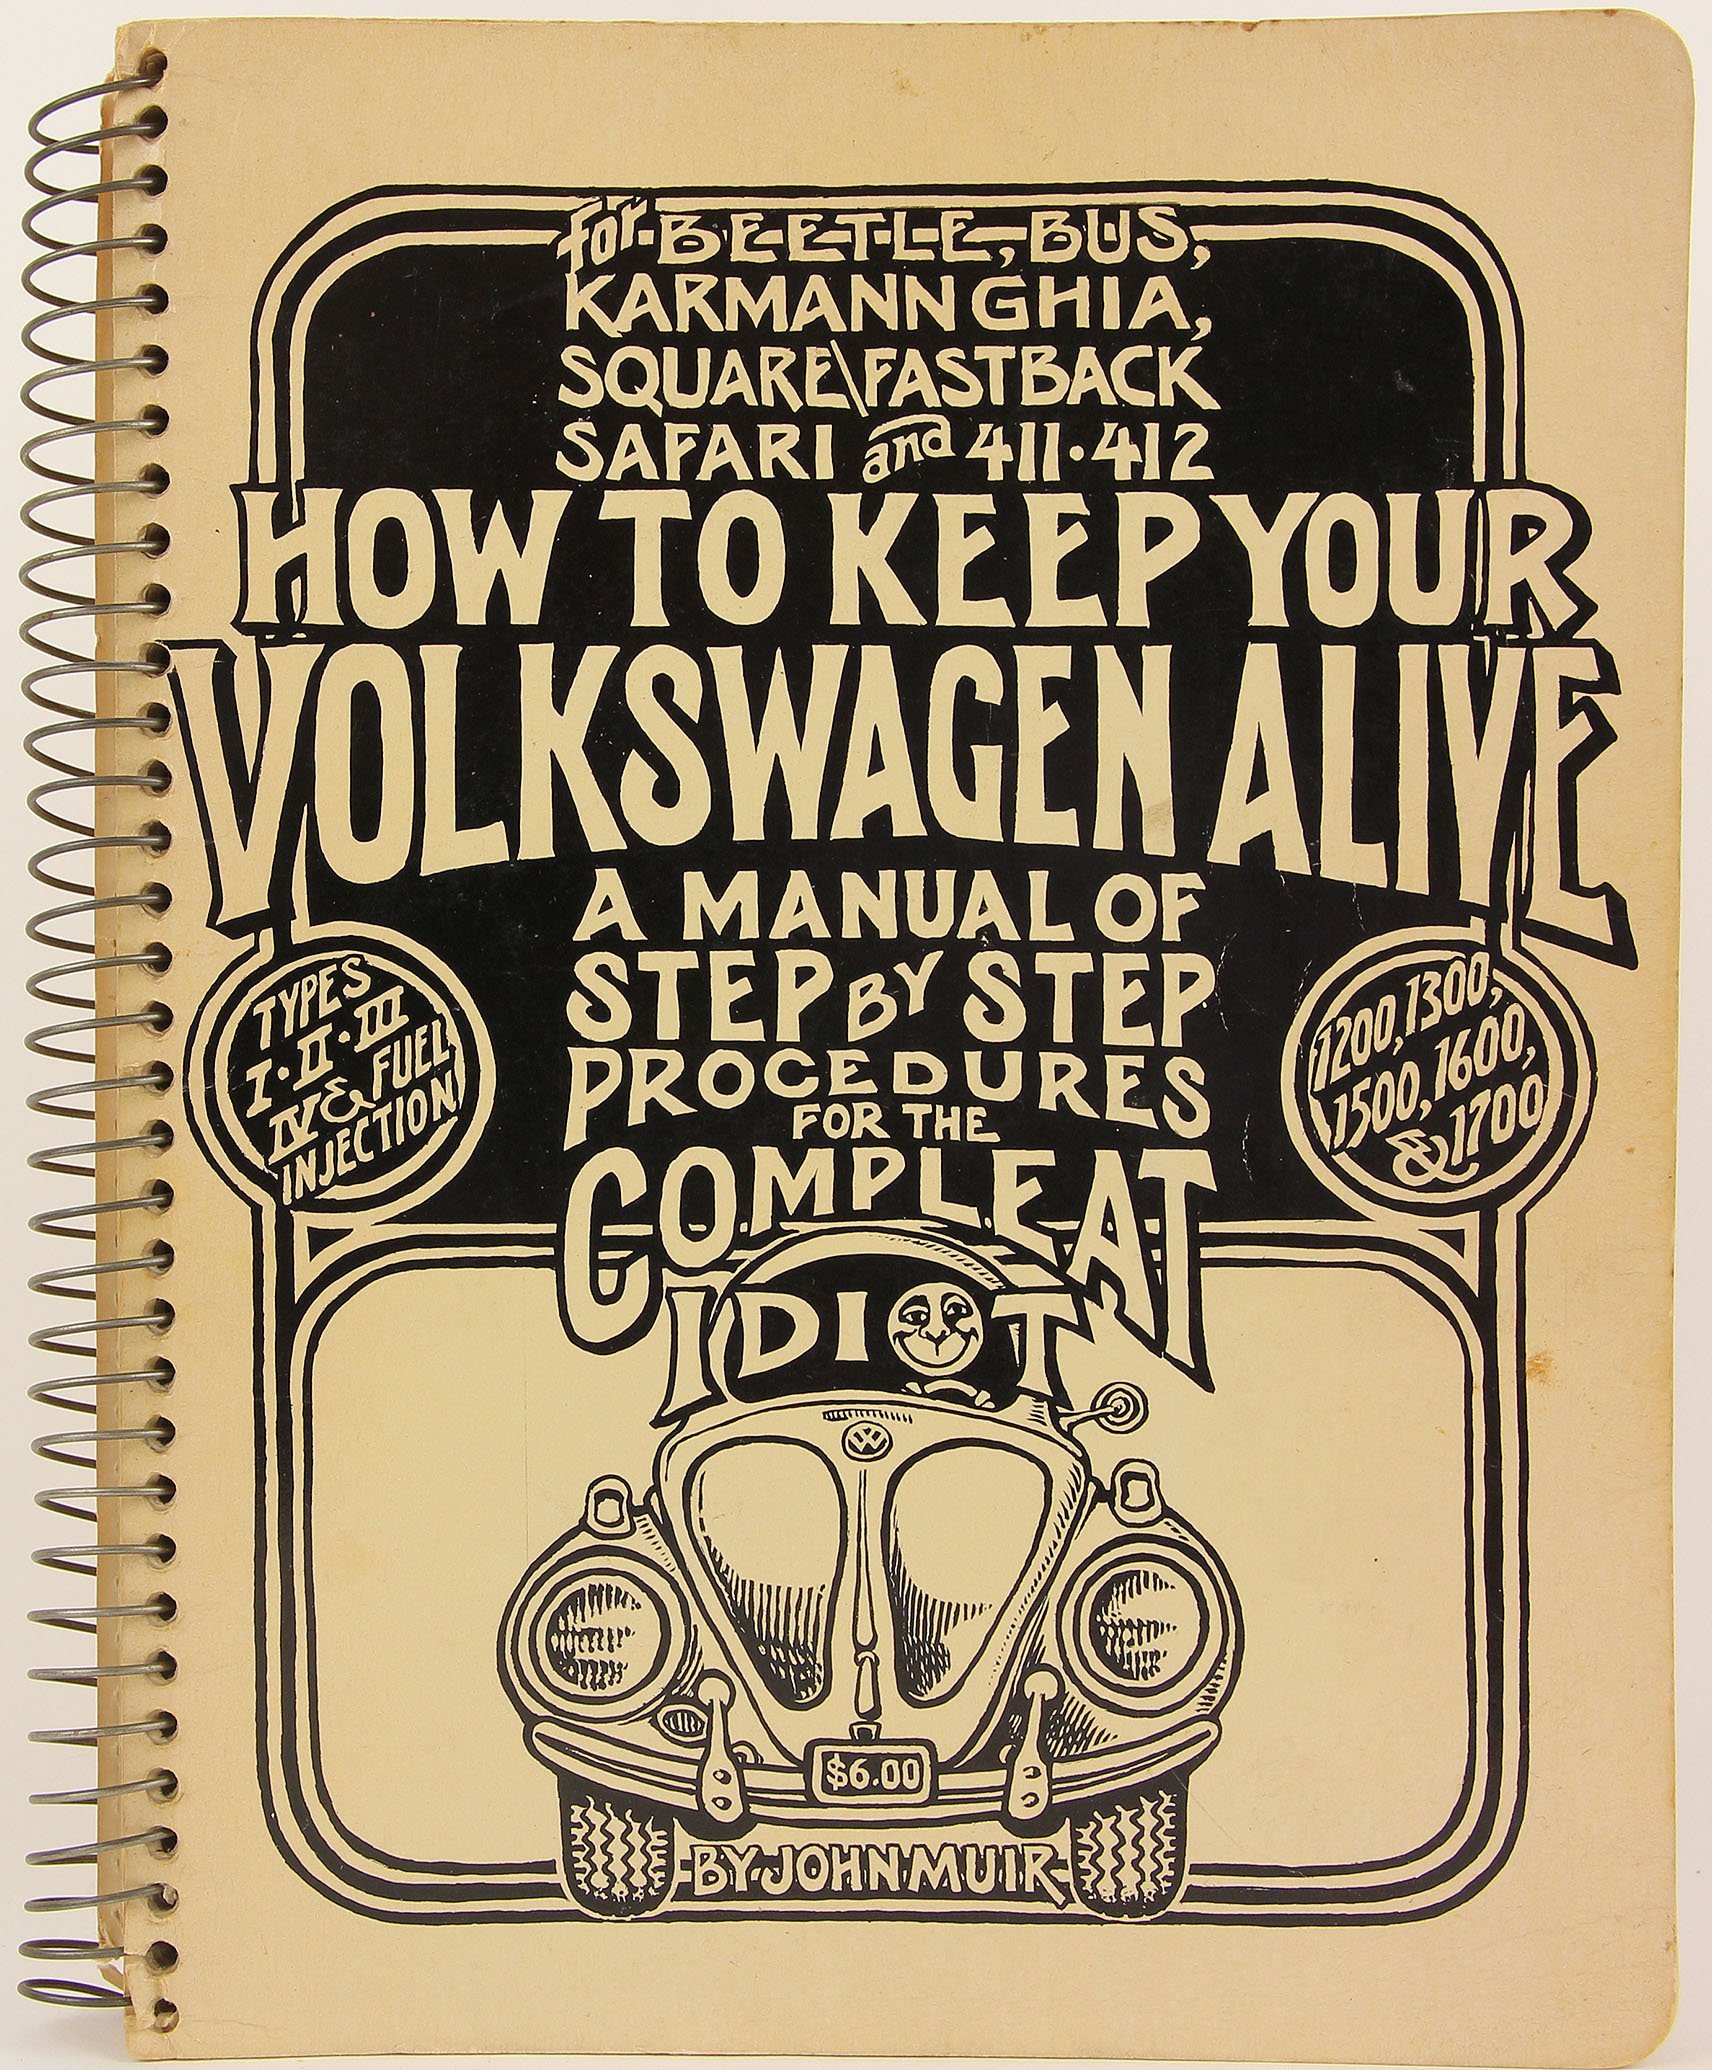 for BEETLE, BUS,
KARMANN GHIA,
SQUARE\FASTBACK
SAFARI and 411·412
HOW TO KEEP YOUR
VOLKSWAGEN ALIVE
A MANUAL OF
STEP BY STEP
PROCEDURES
FOR THE
COMPLEAT
IDIOT
TYPES
I·II·III
IV & FUEL
INJECTION
1200, 1300,
1500, 1600,
& 1700
VW
$6.00
BY JOHN MUIR